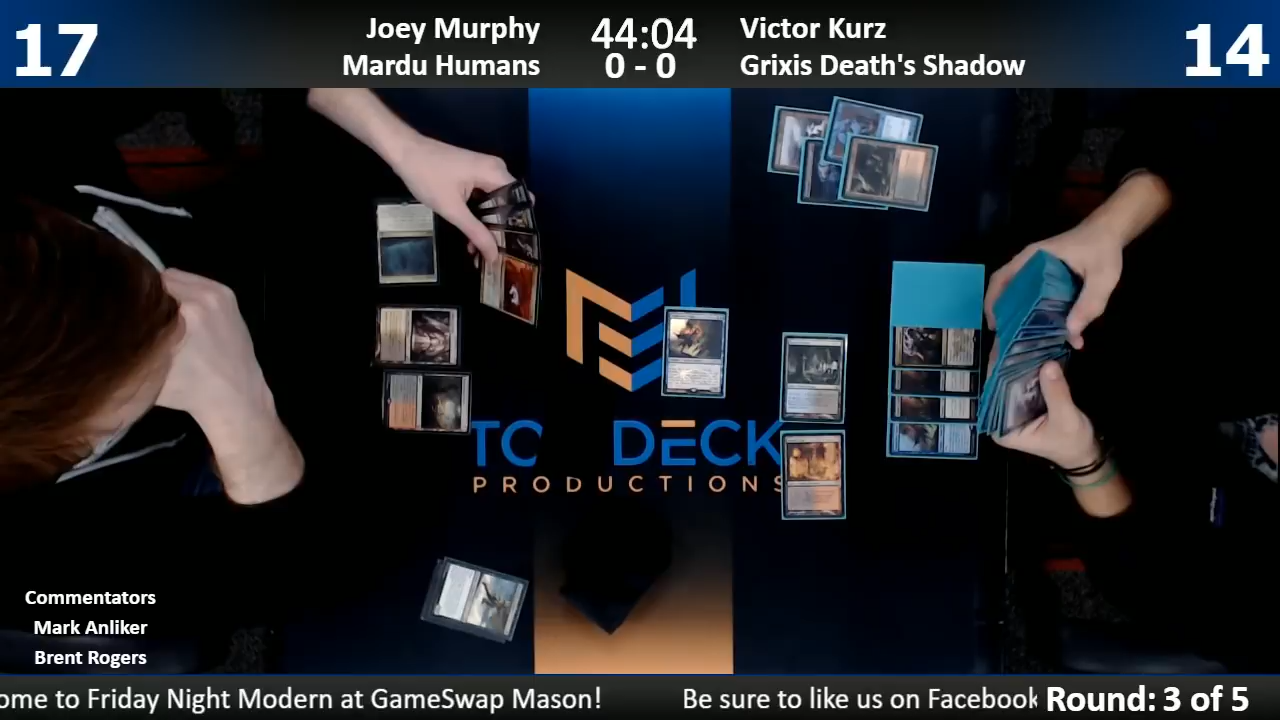 17
Joey Murphy
Mardu Humans
44:04
0 - 0
Victor Kurz
Grixis Death's Shadow
14
DECK
PRODUCTIONS
Commentators
Mark Anliker
Brent Rogers
ome to Friday Night Modern at GameSwap Mason!
Be sure to like us on Facebook
Round: 3 of 5